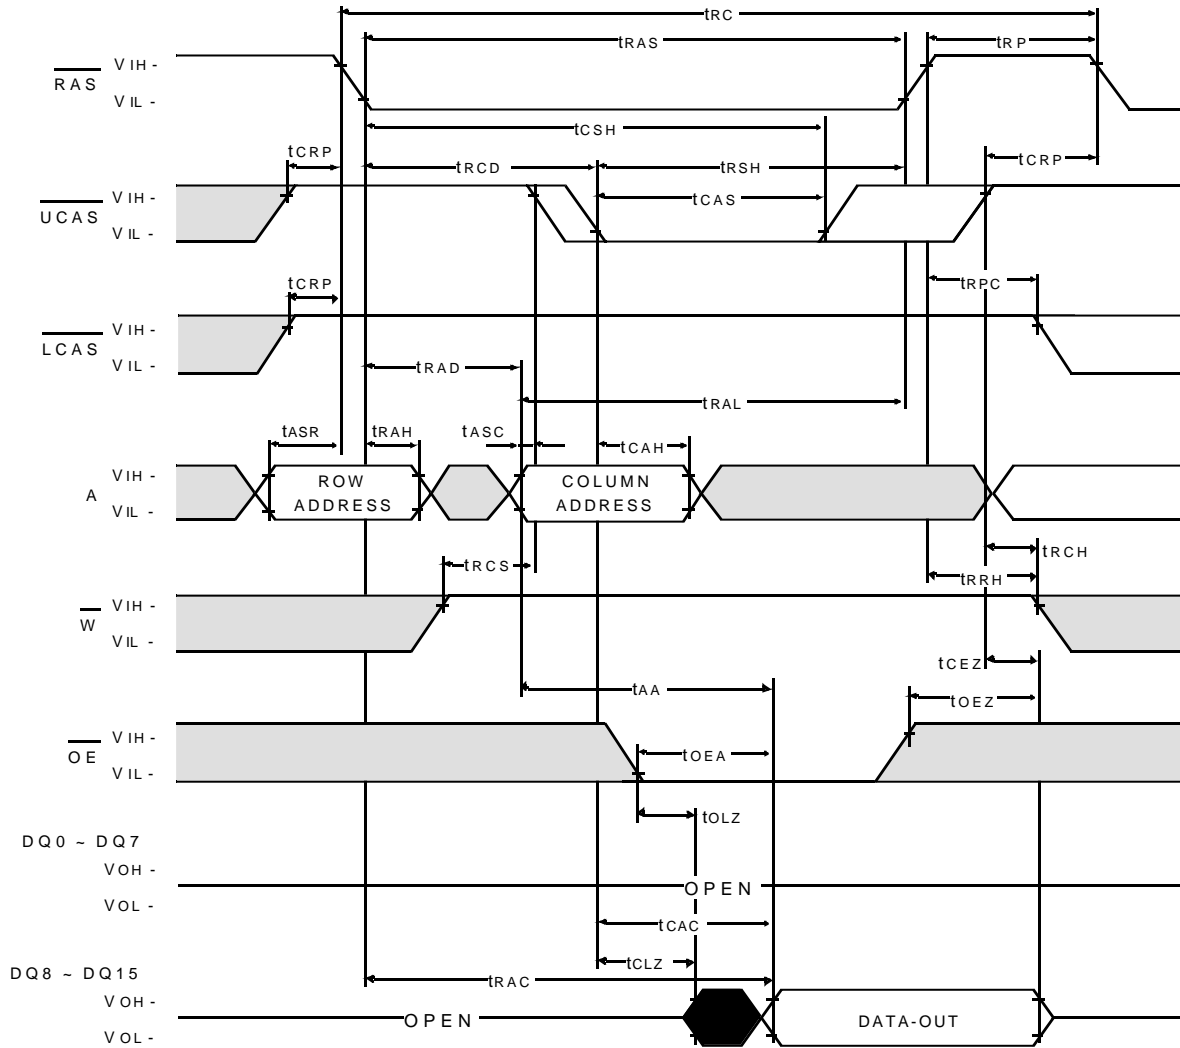 tRC
tRAS
tRP
RAS
VIH -
VIL -
tCSH
tCRP
tRCD
tRSH
tCRP
UCAS
VIH -
VIL -
tCAS
tCRP
tRPC
LCAS
VIH -
VIL -
tRAD
tRAL
tASR
tRAH
tASC
tCAH
A
VIH -
VIL -
ROW
ADDRESS
COLUMN
ADDRESS
tRCS
tRCH
tRRH
W
VIH -
VIL -
tCEZ
tAA
tOEZ
OE
VIH -
VIL -
tOEA
tOLZ
DQ0 ~ DQ7
VOH -
VOL -
OPEN
tCAC
tCLZ
DQ8 ~ DQ15
tRAC
VOH -
VOL -
OPEN
DATA-OUT